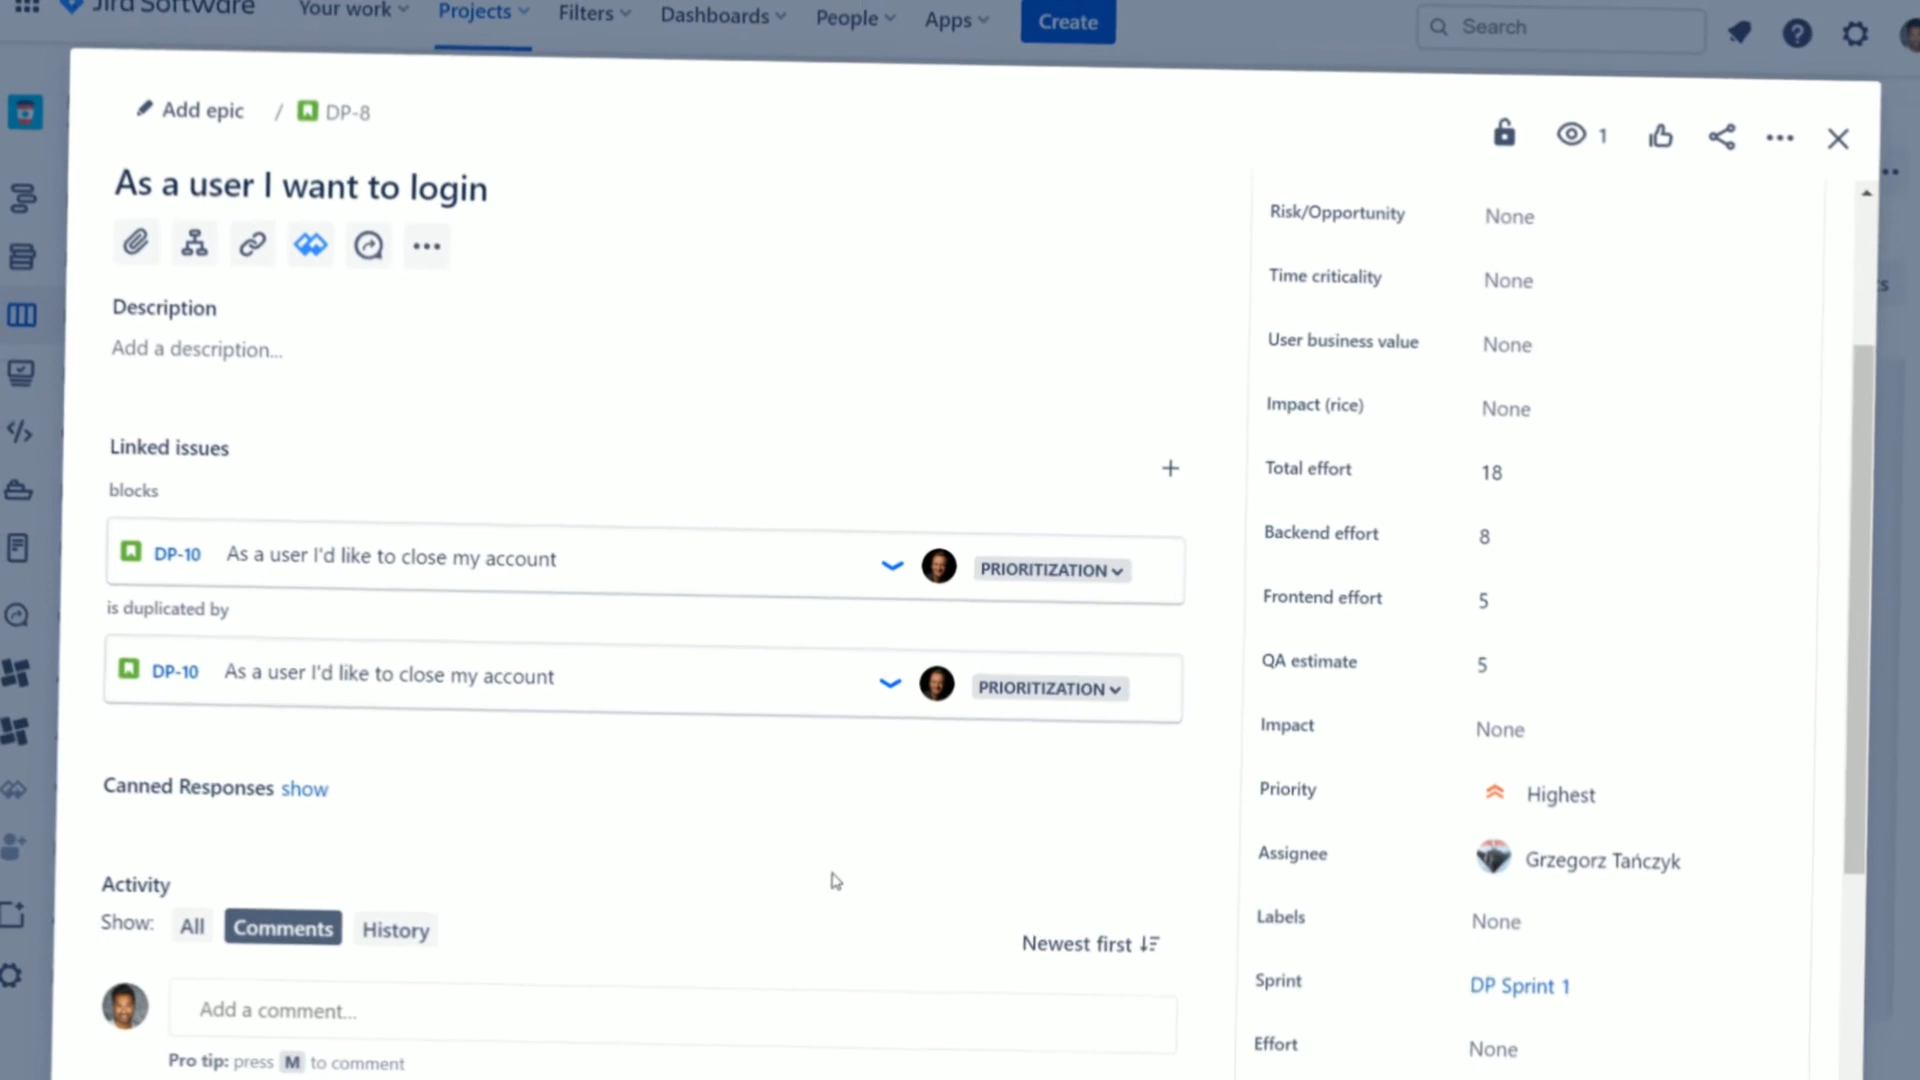 Jira Software
Your work
Projects
Filters
Dashboards
People
Apps
Create
Search
Add epic
/
DP-8
1
As a user I want to login
Description
Add a description...
Linked issues
blocks
DP-10 As a user I'd like to close my account PRIORITIZATION
is duplicated by
DP-10 As a user I'd like to close my account PRIORITIZATION
Canned Responses show
Activity
Show: All Comments History
Newest first
Add a comment...
Pro tip: press M to comment
Risk/Opportunity None
Time criticality None
User business value None
Impact (rice) None
Total effort 18
Backend effort 8
Frontend effort 5
QA estimate 5
Impact None
Priority Highest
Assignee Grzegorz Tańczyk
Labels None
Sprint DP Sprint 1
Effort None